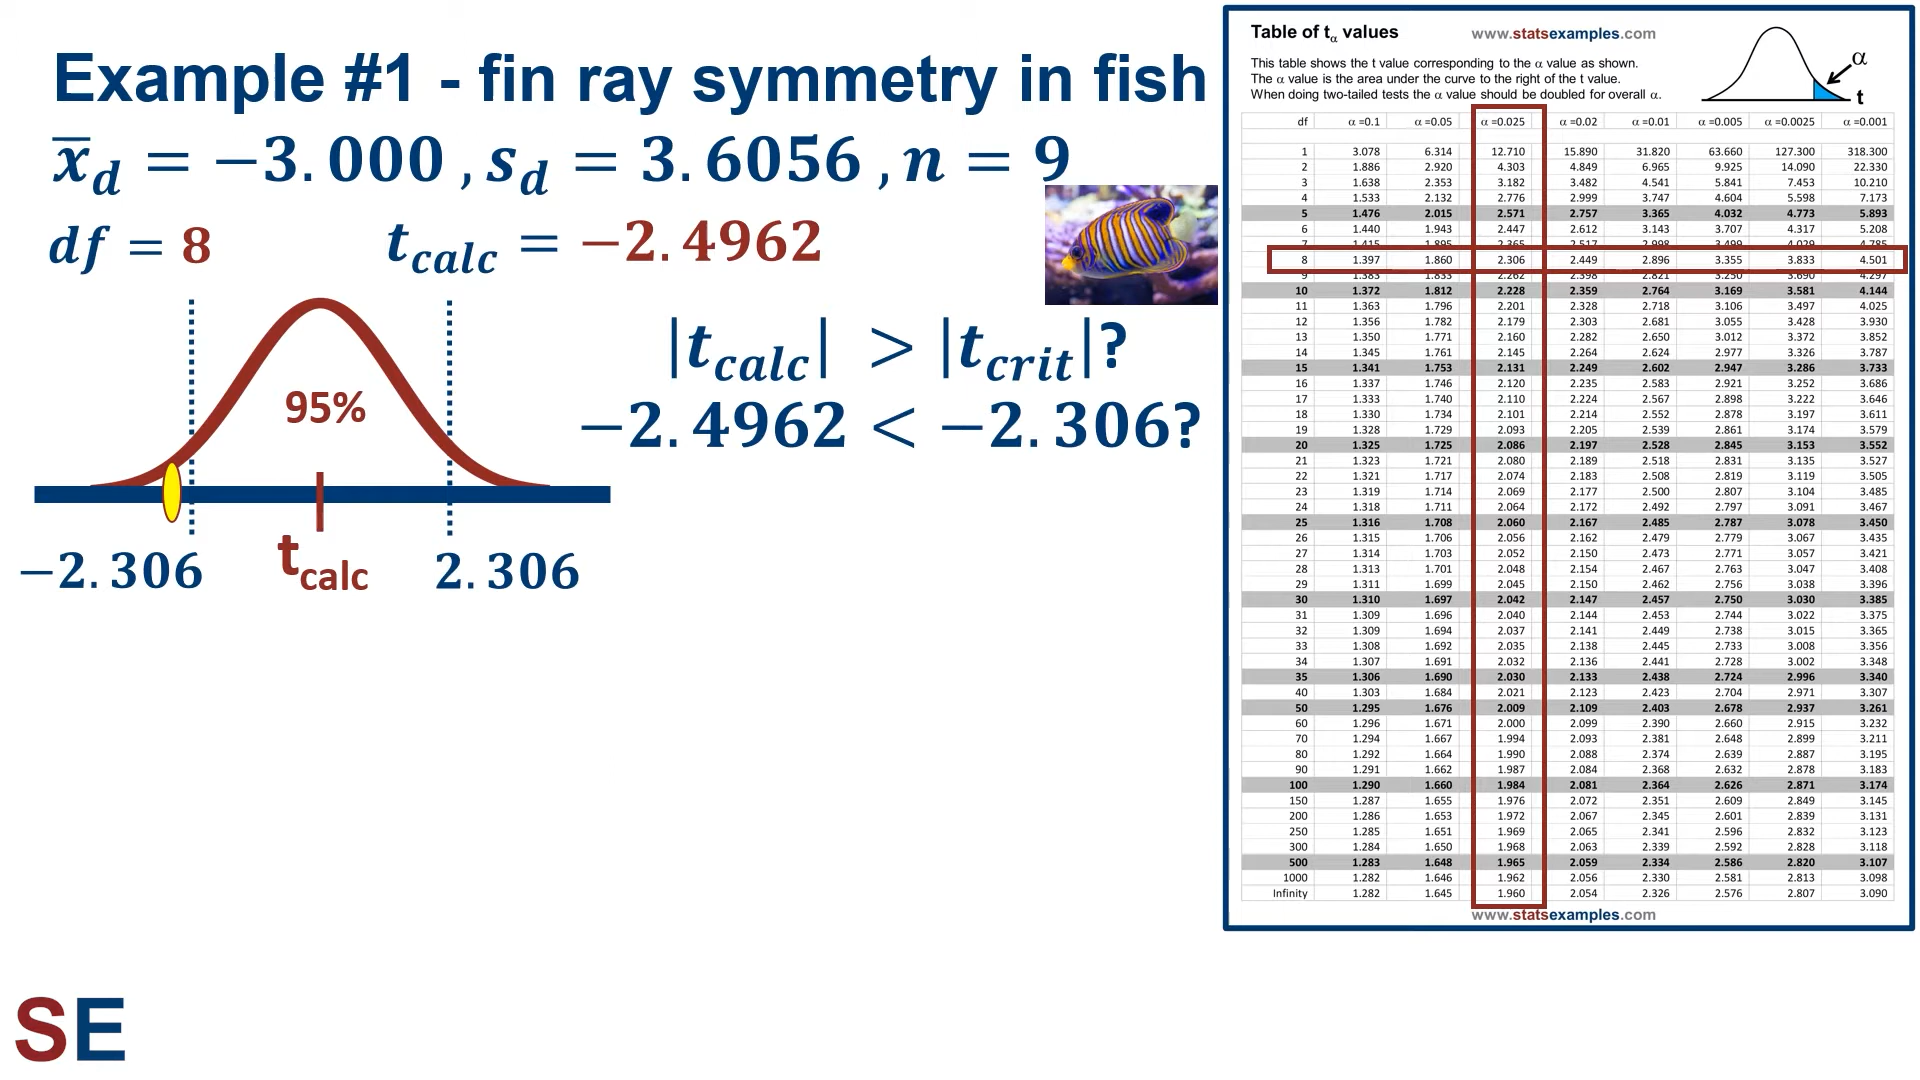 Example #1 - fin ray symmetry in fish
x̅d = −3.000 , sd = 3.6056 , n = 9
df = 8 tcalc = −2.4962
|tcalc| > |tcrit|?
−2.4962 < −2.306?
95%
−2.306 tcalc 2.306
SE
Table of tα values www.statsexamples.com
This table shows the t value corresponding to the α value as shown.
The α value is the area under the curve to the right of the t value.
When doing two-tailed tests the α value should be doubled for overall α.
α
t
df α =0.1 α =0.05 α =0.025 α =0.02 α =0.01 α =0.005 α =0.0025 α =0.001
1 3.078 6.314 12.710 15.890 31.820 63.660 127.300 318.300
2 1.886 2.920 4.303 4.849 6.965 9.925 14.090 22.330
3 1.638 2.353 3.182 3.482 4.541 5.841 7.453 10.210
4 1.533 2.132 2.776 2.999 3.747 4.604 5.598 7.173
5 1.476 2.015 2.571 2.757 3.365 4.032 4.773 5.893
6 1.440 1.943 2.447 2.612 3.143 3.707 4.317 5.208
7 1.415 1.895 2.365 2.517 2.998 3.499 4.029 4.785
8 1.397 1.860 2.306 2.449 2.896 3.355 3.833 4.501
9 1.383 1.833 2.262 2.398 2.821 3.250 3.690 4.297
10 1.372 1.812 2.228 2.359 2.764 3.169 3.581 4.144
11 1.363 1.796 2.201 2.328 2.718 3.106 3.497 4.025
12 1.356 1.782 2.179 2.303 2.681 3.055 3.428 3.930
13 1.350 1.771 2.160 2.282 2.650 3.012 3.372 3.852
14 1.345 1.761 2.145 2.264 2.624 2.977 3.326 3.787
15 1.341 1.753 2.131 2.249 2.602 2.947 3.286 3.733
16 1.337 1.746 2.120 2.235 2.583 2.921 3.252 3.686
17 1.333 1.740 2.110 2.224 2.567 2.898 3.222 3.646
18 1.330 1.734 2.101 2.214 2.552 2.878 3.197 3.611
19 1.328 1.729 2.093 2.205 2.539 2.861 3.174 3.579
20 1.325 1.725 2.086 2.197 2.528 2.845 3.153 3.552
21 1.323 1.721 2.080 2.189 2.518 2.831 3.135 3.527
22 1.321 1.717 2.074 2.183 2.508 2.819 3.119 3.505
23 1.319 1.714 2.069 2.177 2.500 2.807 3.104 3.485
24 1.318 1.711 2.064 2.172 2.492 2.797 3.091 3.467
25 1.316 1.708 2.060 2.167 2.485 2.787 3.078 3.450
26 1.315 1.706 2.056 2.162 2.479 2.779 3.067 3.435
27 1.314 1.703 2.052 2.150 2.473 2.771 3.057 3.421
28 1.313 1.701 2.048 2.154 2.467 2.763 3.047 3.408
29 1.311 1.699 2.045 2.150 2.462 2.756 3.038 3.396
30 1.310 1.697 2.042 2.147 2.457 2.750 3.030 3.385
31 1.309 1.696 2.040 2.144 2.453 2.744 3.022 3.375
32 1.309 1.694 2.037 2.141 2.449 2.738 3.015 3.365
33 1.308 1.692 2.035 2.138 2.445 2.733 3.008 3.356
34 1.307 1.691 2.032 2.136 2.441 2.728 3.002 3.348
35 1.306 1.690 2.030 2.133 2.438 2.724 2.996 3.340
40 1.303 1.684 2.021 2.123 2.423 2.704 2.971 3.307
50 1.295 1.676 2.009 2.109 2.403 2.678 2.937 3.261
60 1.296 1.671 2.000 2.099 2.390 2.660 2.915 3.232
70 1.294 1.667 1.994 2.093 2.381 2.648 2.899 3.211
80 1.292 1.664 1.990 2.088 2.374 2.639 2.887 3.195
90 1.291 1.662 1.987 2.084 2.368 2.632 2.878 3.183
100 1.290 1.660 1.984 2.081 2.364 2.626 2.871 3.174
150 1.287 1.655 1.976 2.072 2.351 2.609 2.849 3.145
200 1.286 1.653 1.972 2.067 2.345 2.601 2.839 3.131
250 1.285 1.651 1.969 2.065 2.341 2.596 2.832 3.123
300 1.284 1.650 1.968 2.063 2.339 2.592 2.828 3.118
500 1.283 1.648 1.965 2.059 2.334 2.586 2.820 3.107
1000 1.282 1.646 1.962 2.056 2.330 2.581 2.813 3.098
Infinity 1.282 1.645 1.960 2.054 2.326 2.576 2.807 3.090
www.statsexamples.com